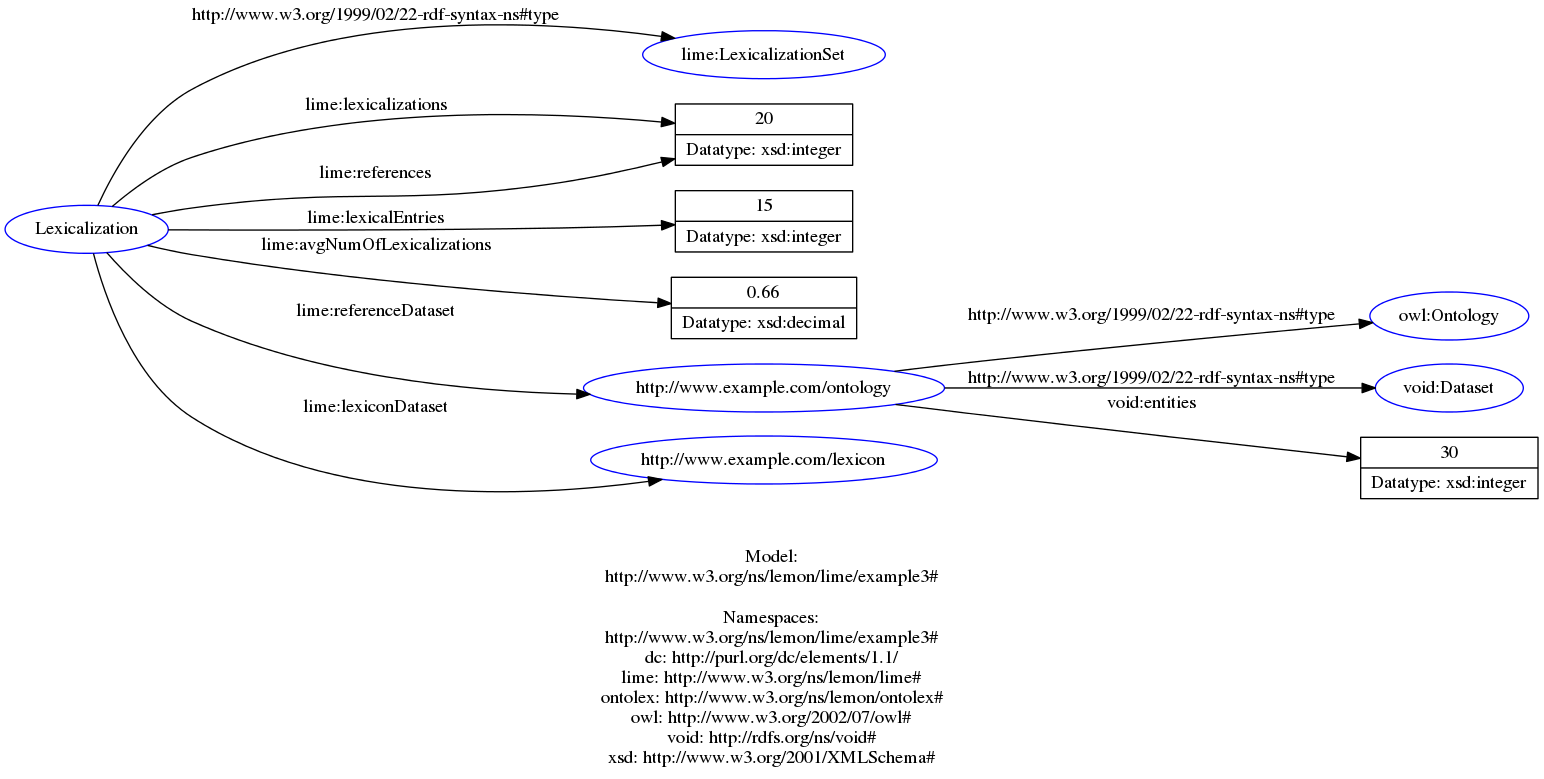 http://www.w3.org/1999/02/22-rdf-syntax-ns#type
lime:LexicalizationSet
lime:lexicalizations
20
Datatype: xsd:integer
lime:references
15
Datatype: xsd:integer
Lexicalization
lime:lexicalEntries
lime:avgNumOfLexicalizations
0.66
Datatype: xsd:decimal
lime:referenceDataset
http://www.w3.org/1999/02/22-rdf-syntax-ns#type
owl:Ontology
http://www.example.com/ontology
http://www.w3.org/1999/02/22-rdf-syntax-ns#type
void:Dataset
void:entities
lime:lexiconDataset
30
Datatype: xsd:integer
http://www.example.com/lexicon
Model:
http://www.w3.org/ns/lemon/lime/example3#
Namespaces:
http://www.w3.org/ns/lemon/lime/example3#
dc: http://purl.org/dc/elements/1.1/
lime: http://www.w3.org/ns/lemon/lime#
ontolex: http://www.w3.org/ns/lemon/ontolex#
owl: http://www.w3.org/2002/07/owl#
void: http://rdfs.org/ns/void#
xsd: http://www.w3.org/2001/XMLSchema#